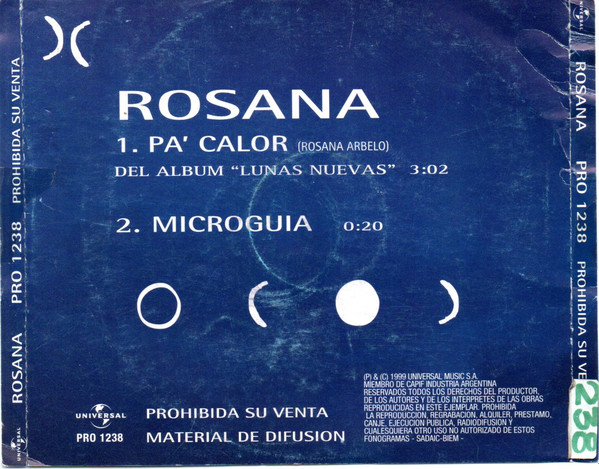 ROSANA
1. PA' CALOR (ROSANA ARBELO)
DEL ALBUM "LUNAS NUEVAS" 3:02
2. MICROGUIA 0:20
UNIVERSAL
PRO 1238
PROHIBIDA SU VENTA
MATERIAL DE DIFUSION
(P) & (C) 1999 UNIVERSAL MUSIC S.A.
MIEMBRO DE CAPIF INDUSTRIA ARGENTINA
RESERVADOS TODOS LOS DERECHOS DEL PRODUCTOR,
DE LOS AUTORES Y DE LOS INTERPRETES DE LAS OBRAS
REPRODUCIDAS EN ESTE EJEMPLAR. PROHIBIDA
LA REPRODUCCION, REGRABACION, ALQUILER, PRESTAMO,
CANJE, EJECUCION PUBLICA, RADIODIFUSION Y
CUALESQUIERA OTRO USO NO AUTORIZADO DE ESTOS
FONOGRAMAS - SADAIC-BIEM -
ROSANA PRO 1238 PROHIBIDA SU VENTA
ROSANA PRO 1238 PROHIBIDA SU VENTA
238